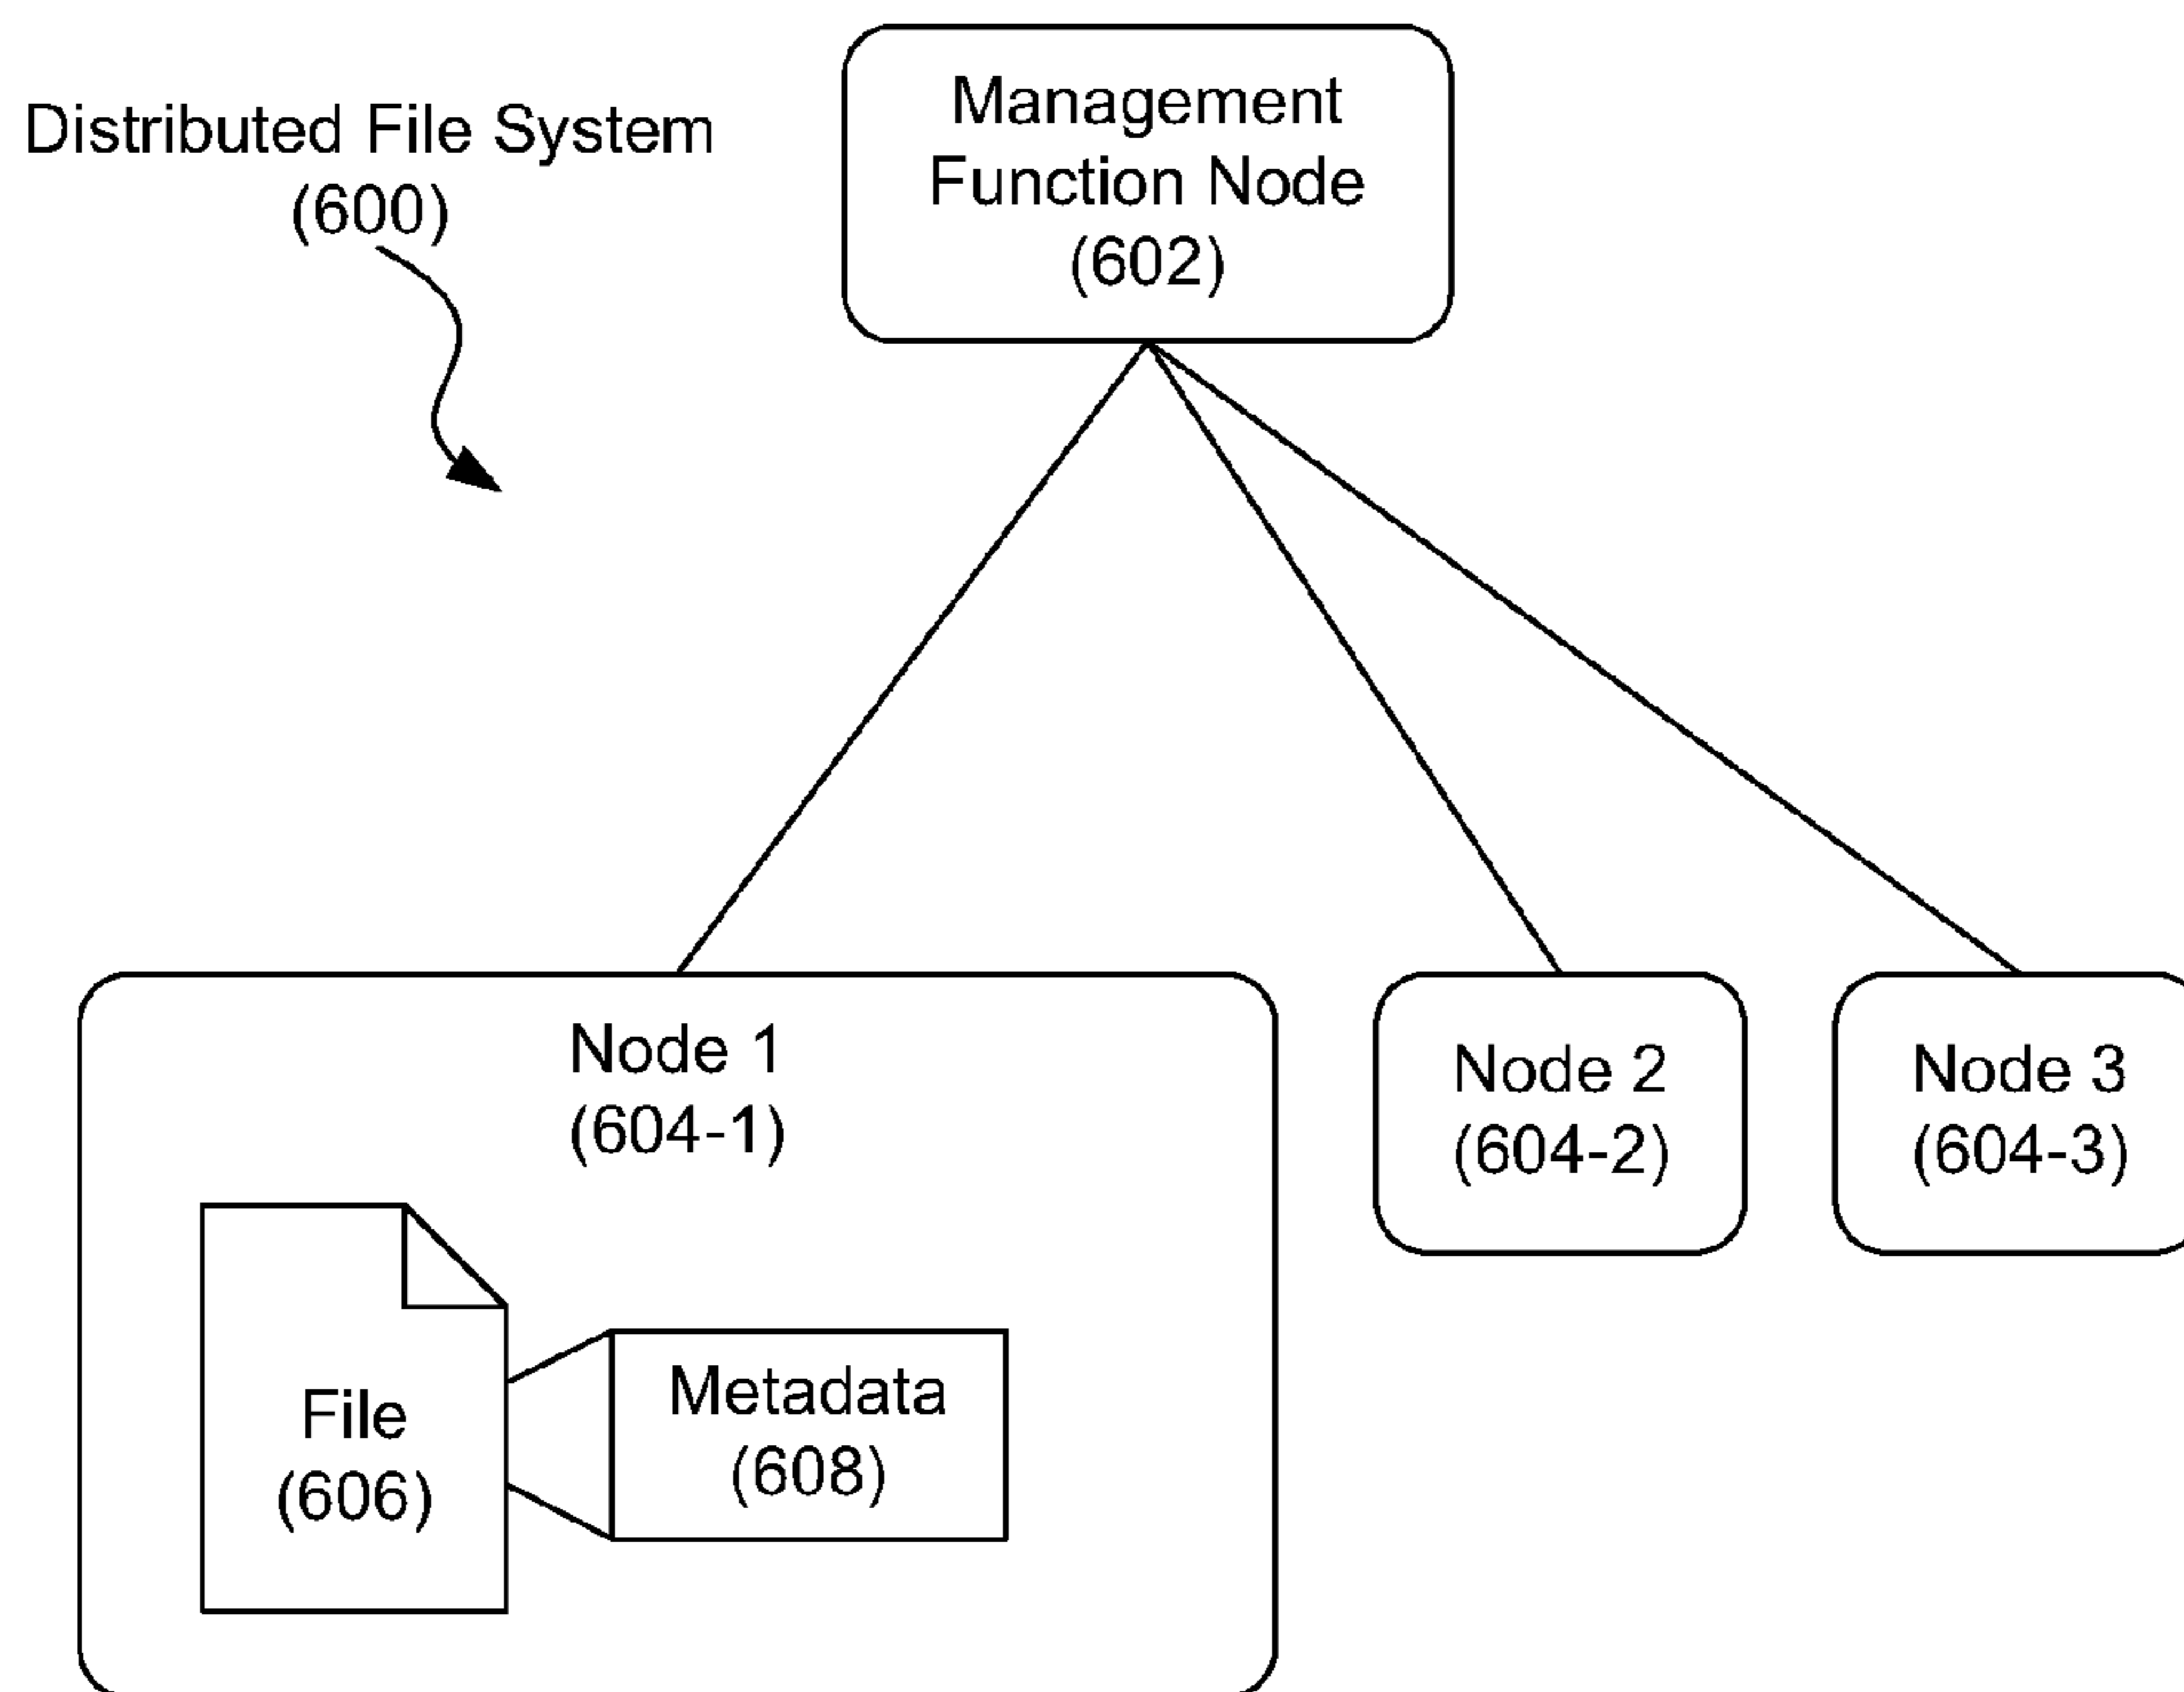 Distributed File System
(600)
Management
Function Node
(602)
Node 1
(604-1)
File
(606)
Metadata
(608)
Node 2
(604-2)
Node 3
(604-3)